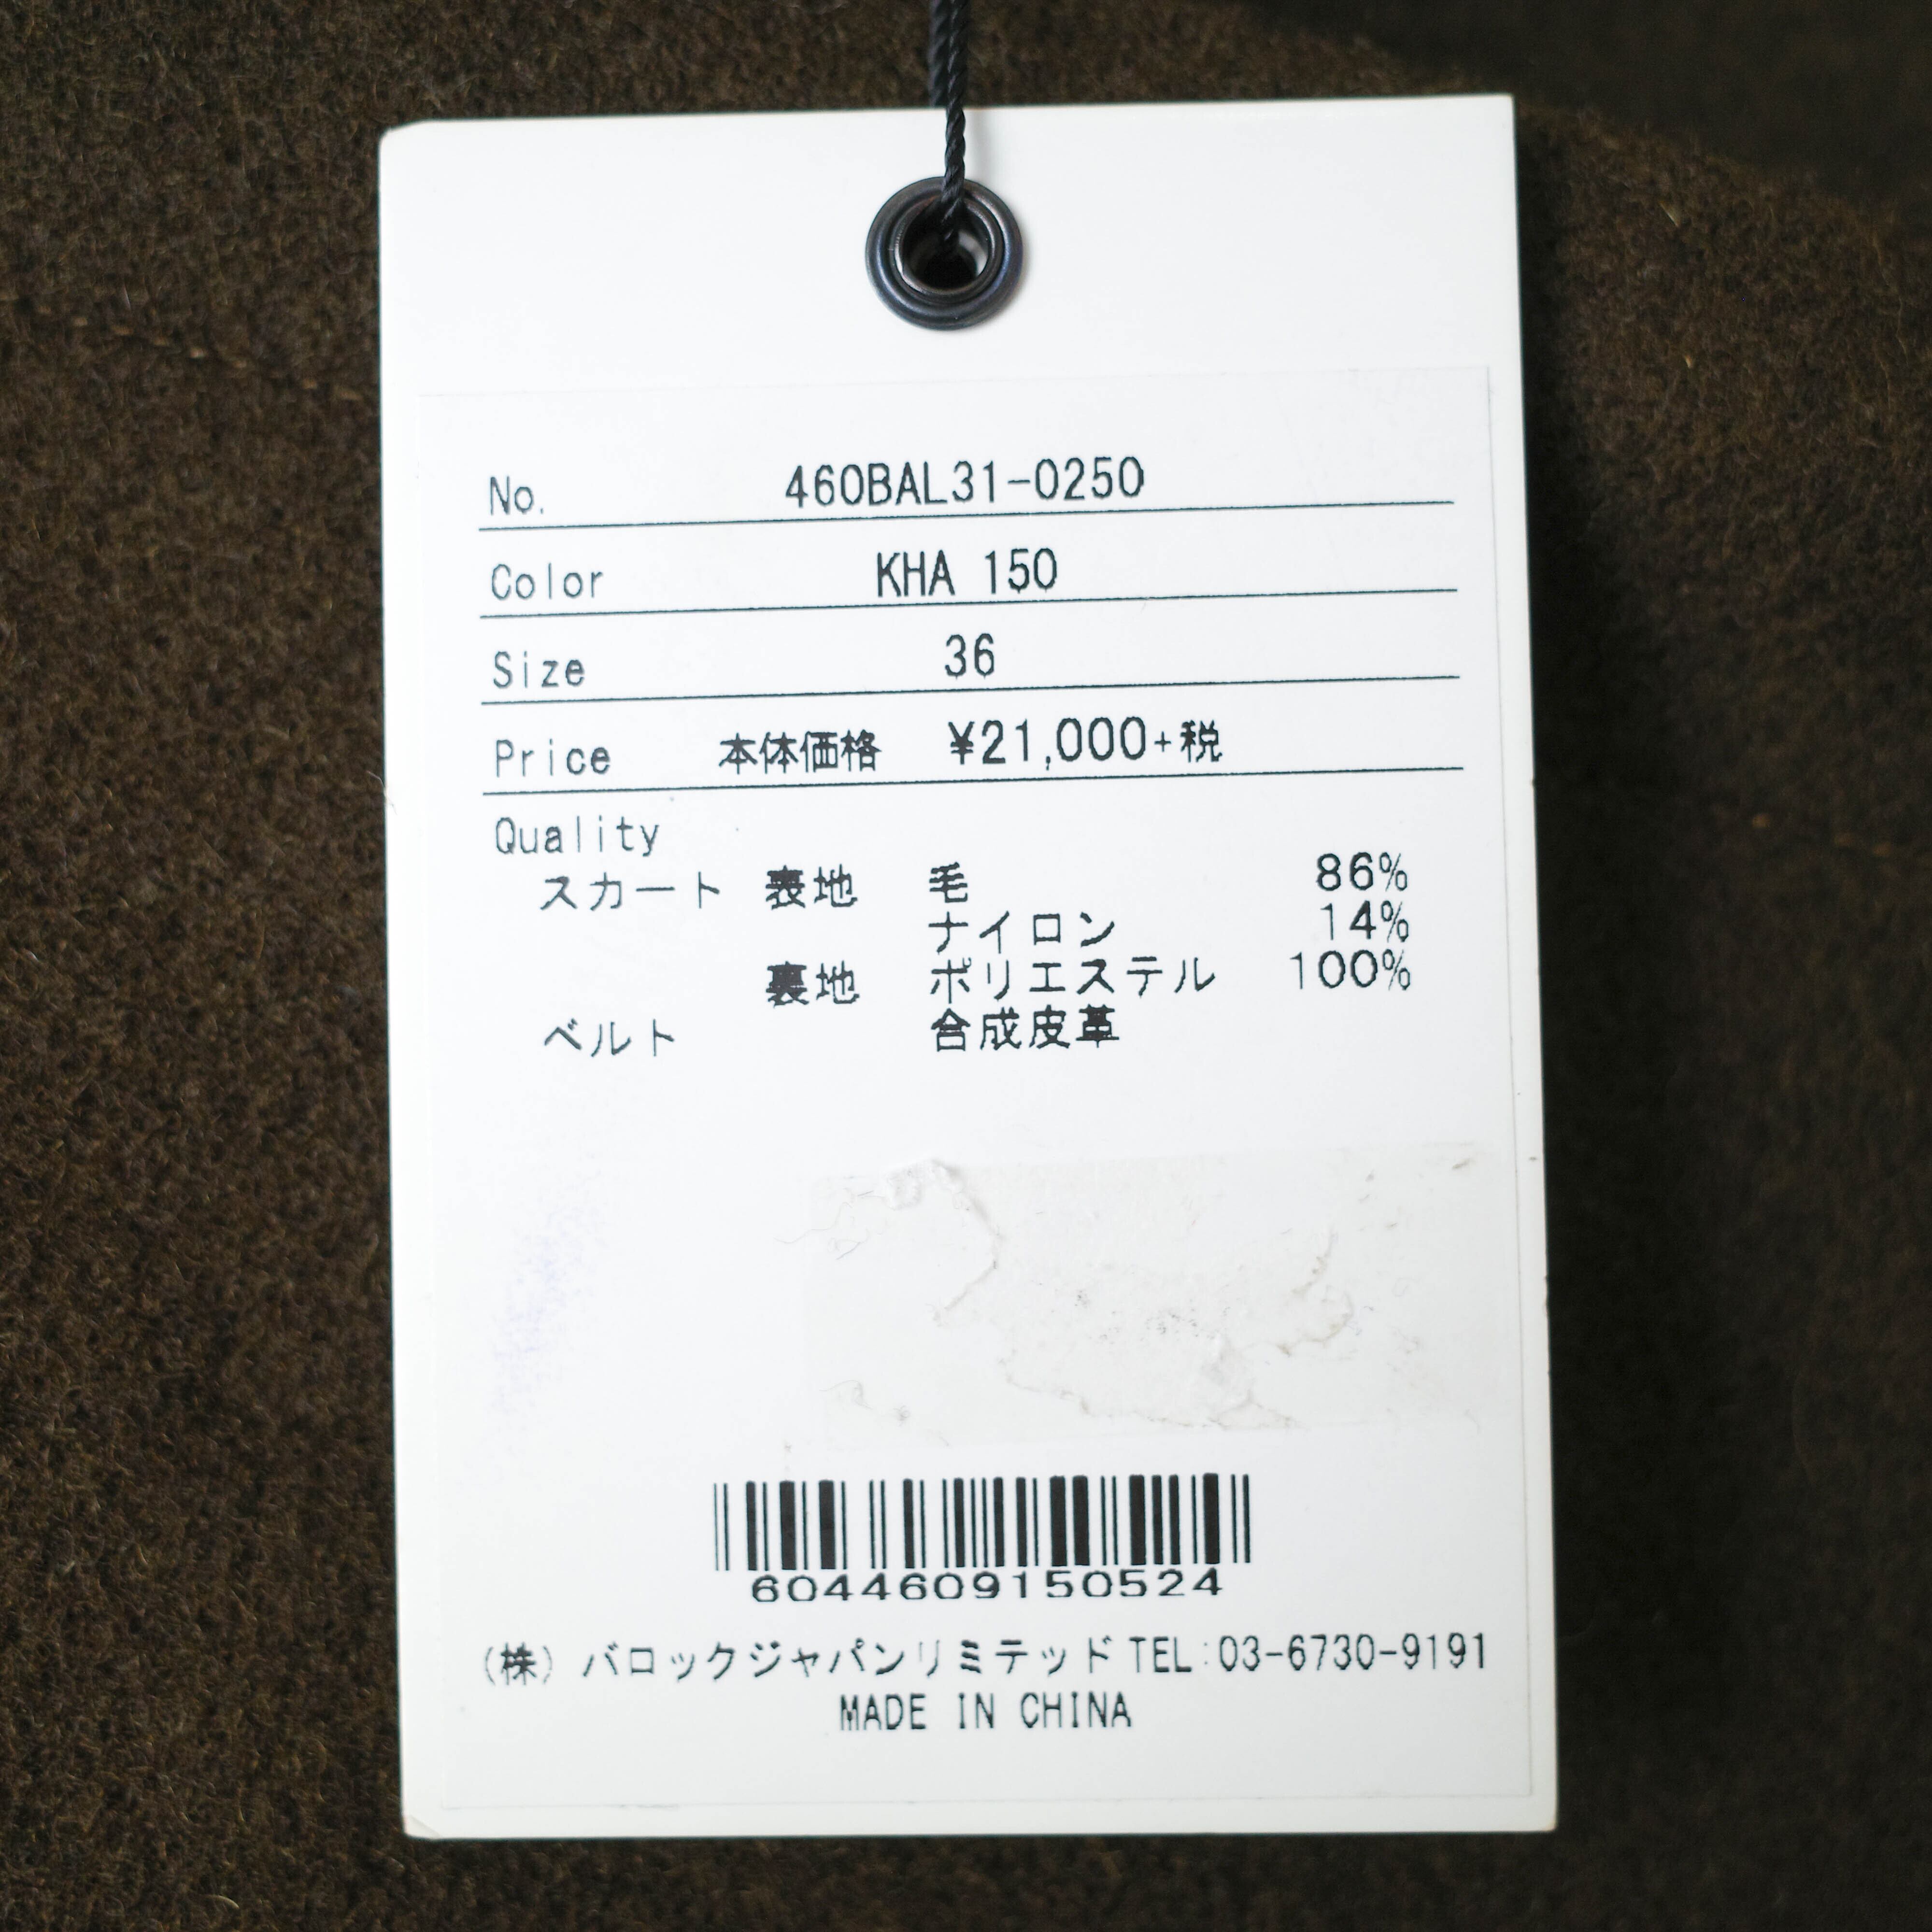 No. 460BAL31-0250
Color KHA 150
Size 36
Price 本体価格 ¥21,000+税
Quality
スカート 表地 毛 86%
ナイロン 14%
裏地 ポリエステル 100%
ベルト 合成皮革
6044609150524
(株) バロックジャパンリミテッド TEL:03-6730-9191
MADE IN CHINA